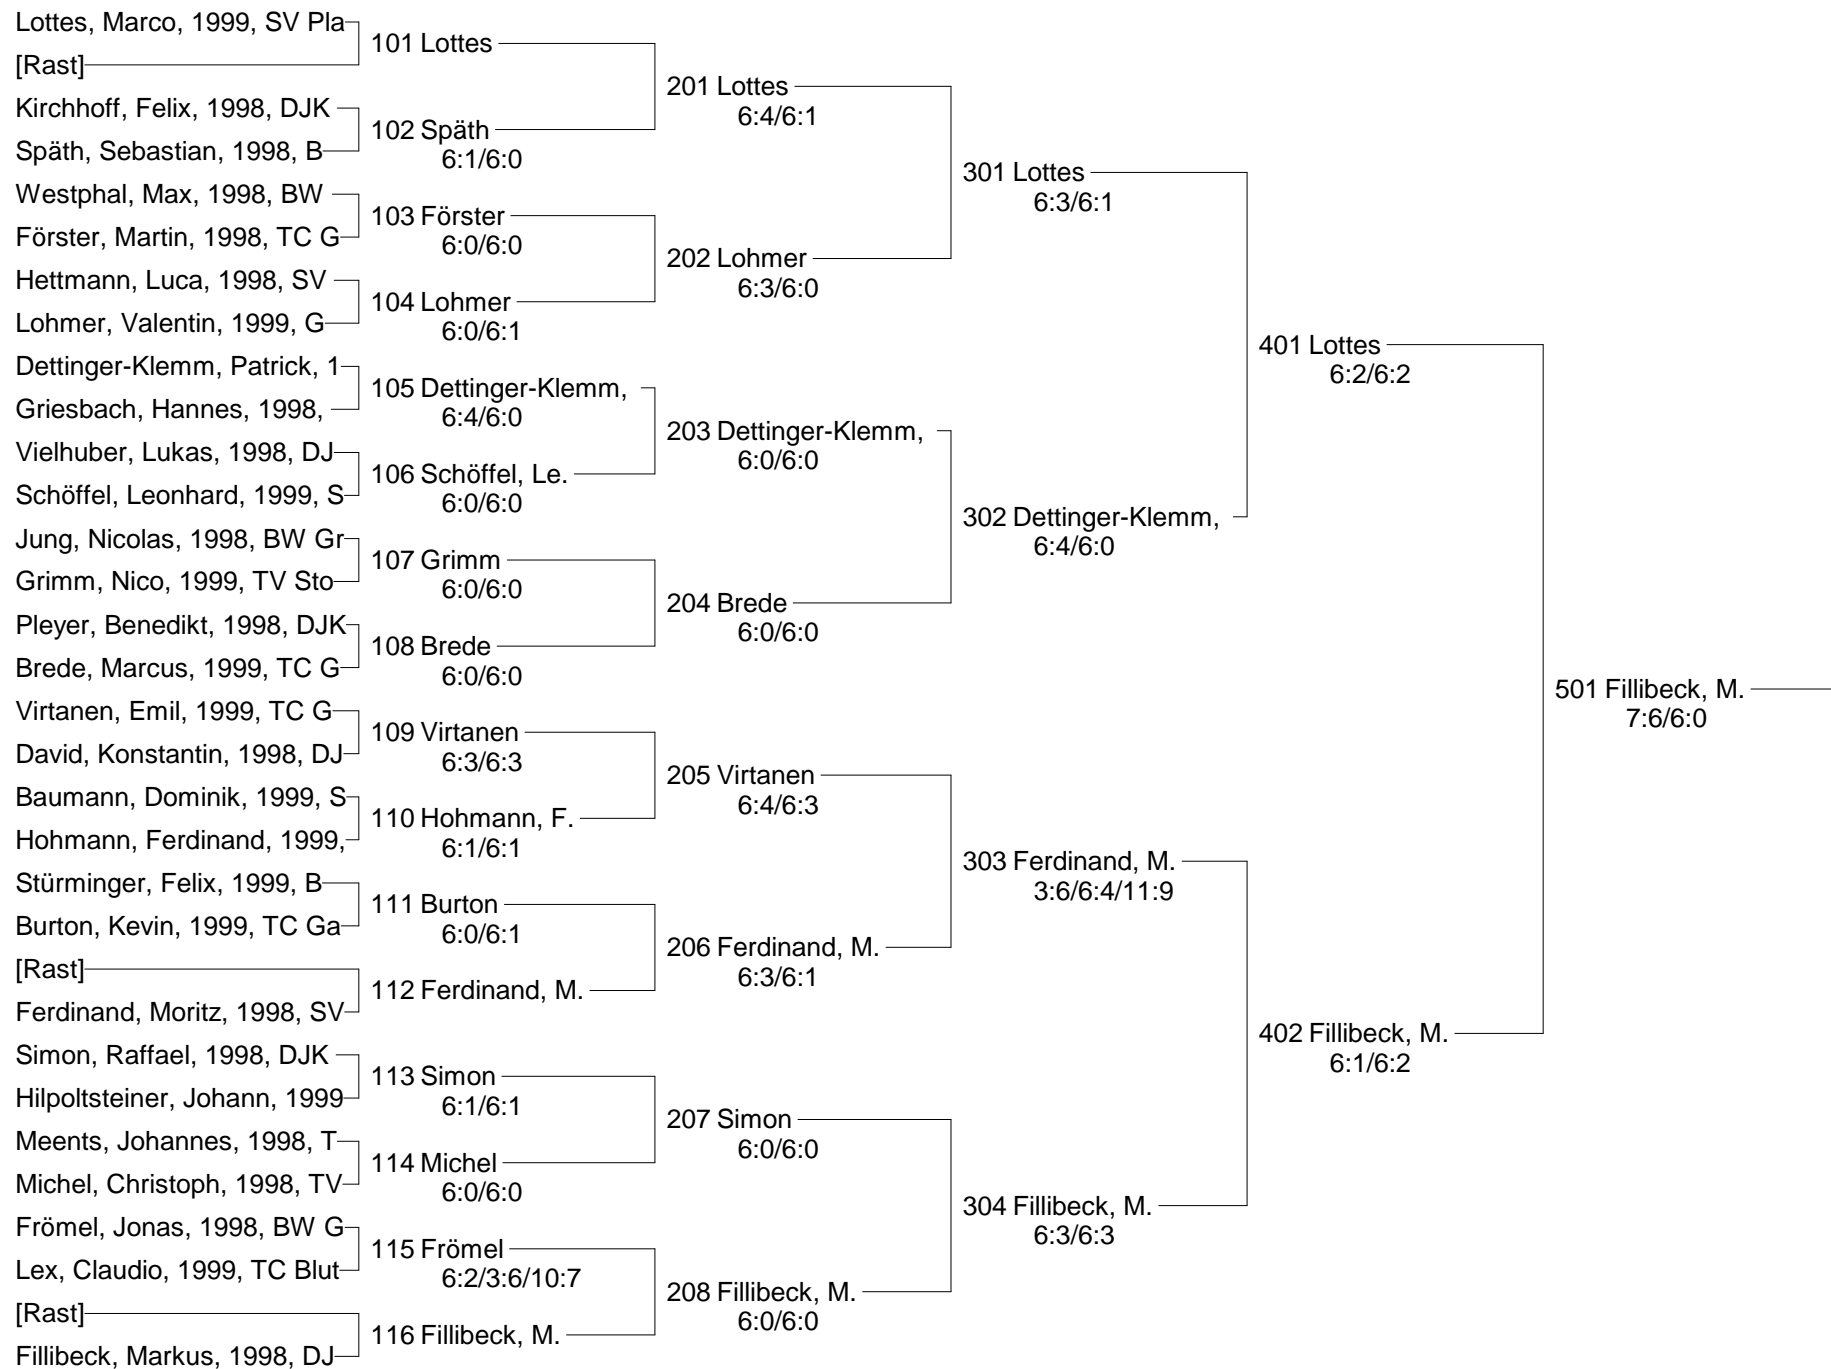 Lottes, Marco, 1999, SV Pla
[Rast]
Kirchhoff, Felix, 1998, DJK
Späth, Sebastian, 1998, B
Westphal, Max, 1998, BW
Förster, Martin, 1998, TC G
Hettmann, Luca, 1998, SV
Lohmer, Valentin, 1999, G
Dettinger-Klemm, Patrick, 1
Griesbach, Hannes, 1998,
Vielhuber, Lukas, 1998, DJ
Schöffel, Leonhard, 1999, S
Jung, Nicolas, 1998, BW Gr
Grimm, Nico, 1999, TV Sto
Pleyer, Benedikt, 1998, DJK
Brede, Marcus, 1999, TC G
Virtanen, Emil, 1999, TC G
David, Konstantin, 1998, DJ
Baumann, Dominik, 1999, S
Hohmann, Ferdinand, 1999,
Stürminger, Felix, 1999, B
Burton, Kevin, 1999, TC Ga
[Rast]
Ferdinand, Moritz, 1998, SV
Simon, Raffael, 1998, DJK
Hilpoltsteiner, Johann, 1999
Meents, Johannes, 1998, T
Michel, Christoph, 1998, TV
Frömel, Jonas, 1998, BW G
Lex, Claudio, 1999, TC Blut
[Rast]
Fillibeck, Markus, 1998, DJ
101 Lottes
102 Späth
6:1/6:0
103 Förster
6:0/6:0
104 Lohmer
6:0/6:1
105 Dettinger-Klemm,
6:4/6:0
106 Schöffel, Le.
6:0/6:0
107 Grimm
6:0/6:0
108 Brede
6:0/6:0
109 Virtanen
6:3/6:3
110 Hohmann, F.
6:1/6:1
111 Burton
6:0/6:1
112 Ferdinand, M.
113 Simon
6:1/6:1
114 Michel
6:0/6:0
115 Frömel
6:2/3:6/10:7
116 Fillibeck, M.
201 Lottes
6:4/6:1
202 Lohmer
6:3/6:0
203 Dettinger-Klemm,
6:0/6:0
204 Brede
6:0/6:0
205 Virtanen
6:4/6:3
206 Ferdinand, M.
6:3/6:1
207 Simon
6:0/6:0
208 Fillibeck, M.
6:0/6:0
301 Lottes
6:3/6:1
302 Dettinger-Klemm,
6:4/6:0
303 Ferdinand, M.
3:6/6:4/11:9
304 Fillibeck, M.
6:3/6:3
401 Lottes
6:2/6:2
402 Fillibeck, M.
6:1/6:2
501 Fillibeck, M.
7:6/6:0